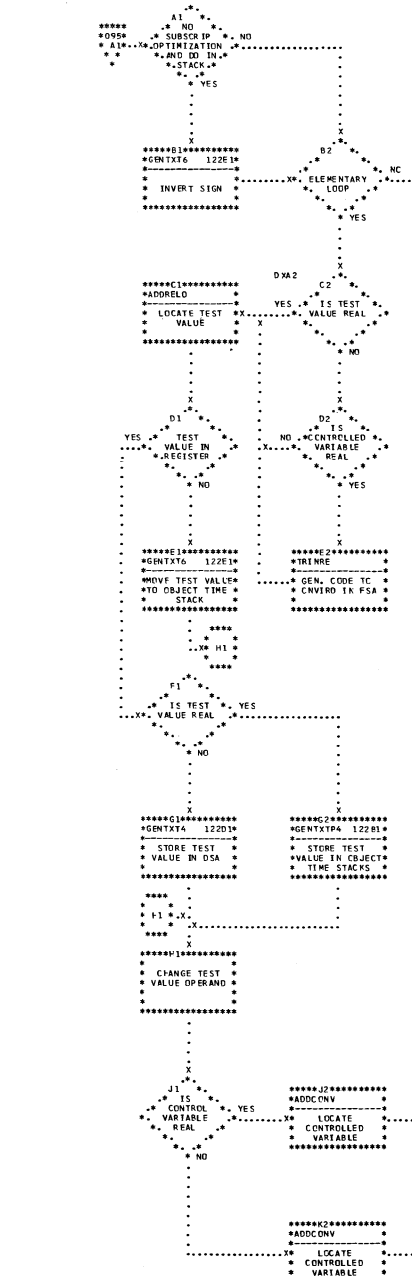 A1
*095*
NO
SUBSCRIP
NO
A1
OPTIMIZATION
AND DO IN
STACK
YES
B1
B2
GENTXT6 122E1
NC
INVERT SIGN
ELEMENTARY
LOOP
YES
DXA2
C1
C2
ADDRELO
LOCATE TEST
VALUE
YES
IS TEST
VALUE REAL
NO
D1
D2
YES
TEST
VALUE IN
REGISTER
NO
IS
CCNTRLLED
VARIABLE
REAL
NO
YES
E1
E2
GENTXT6 122E1
TRINRE
MOVE TEST VALUE
TO OBJECT TIME
STACK
GEN. CODE TC
CNVIRD IN FSA
H1
F1
IS TEST
VALUE REAL
YES
NO
G1
G2
GENTXT4 122D1
GENTXTP4 122B1
STORE TEST
VALUE IN DSA
STORE TEST
VALUE IN CBJECT
TIME STACKS
H1
CHANGE TEST
VALUE OPERAND
J1
J2
IS
CONTROL
VARIABLE
REAL
YES
ADDCONV
LOCATE
CONTROLLED
VARIABLE
NO
K2
ADDCONV
LOCATE
CONTROLLED
VARIABLE